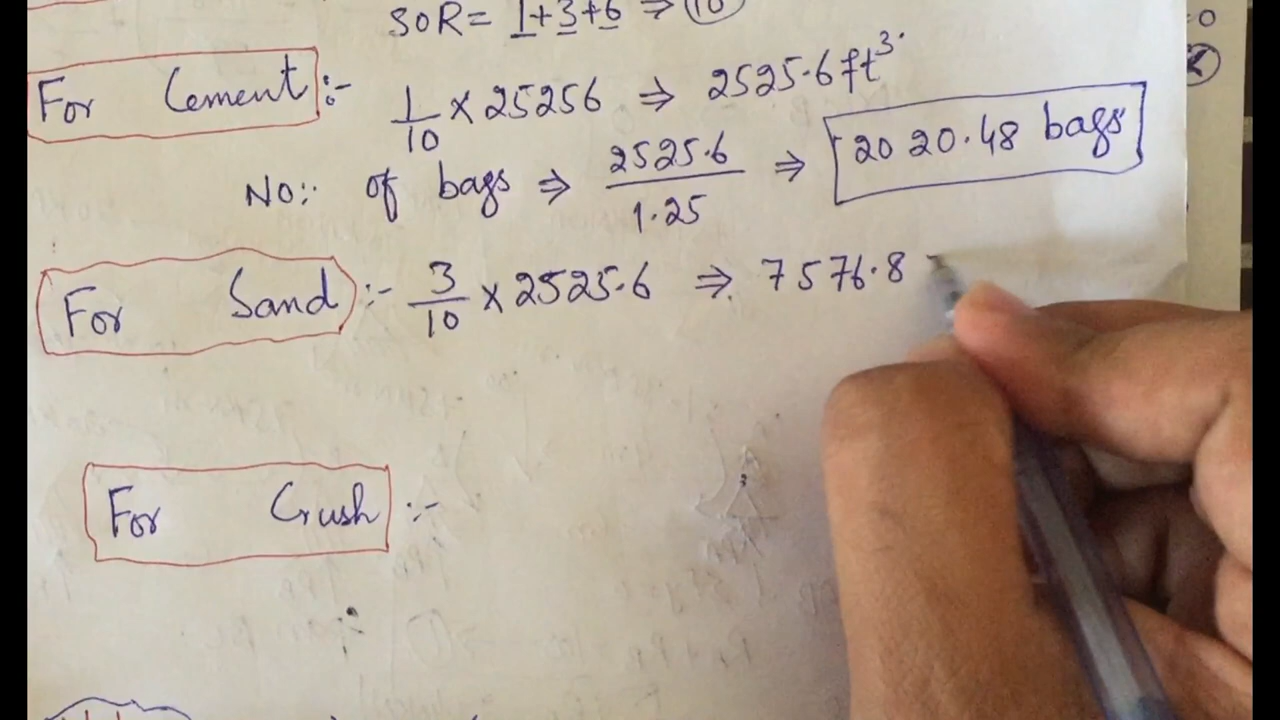 SOR = 1+3+6 ⇒ 10
For Cement :- 1/10 × 25256 ⇒ 2525.6 ft³.
No:. of bags ⇒ 2525.6/1.25 ⇒ 2020.48 bags
For Sand :- 3/10 × 2525.6 ⇒ 7576.8
For Crush :-